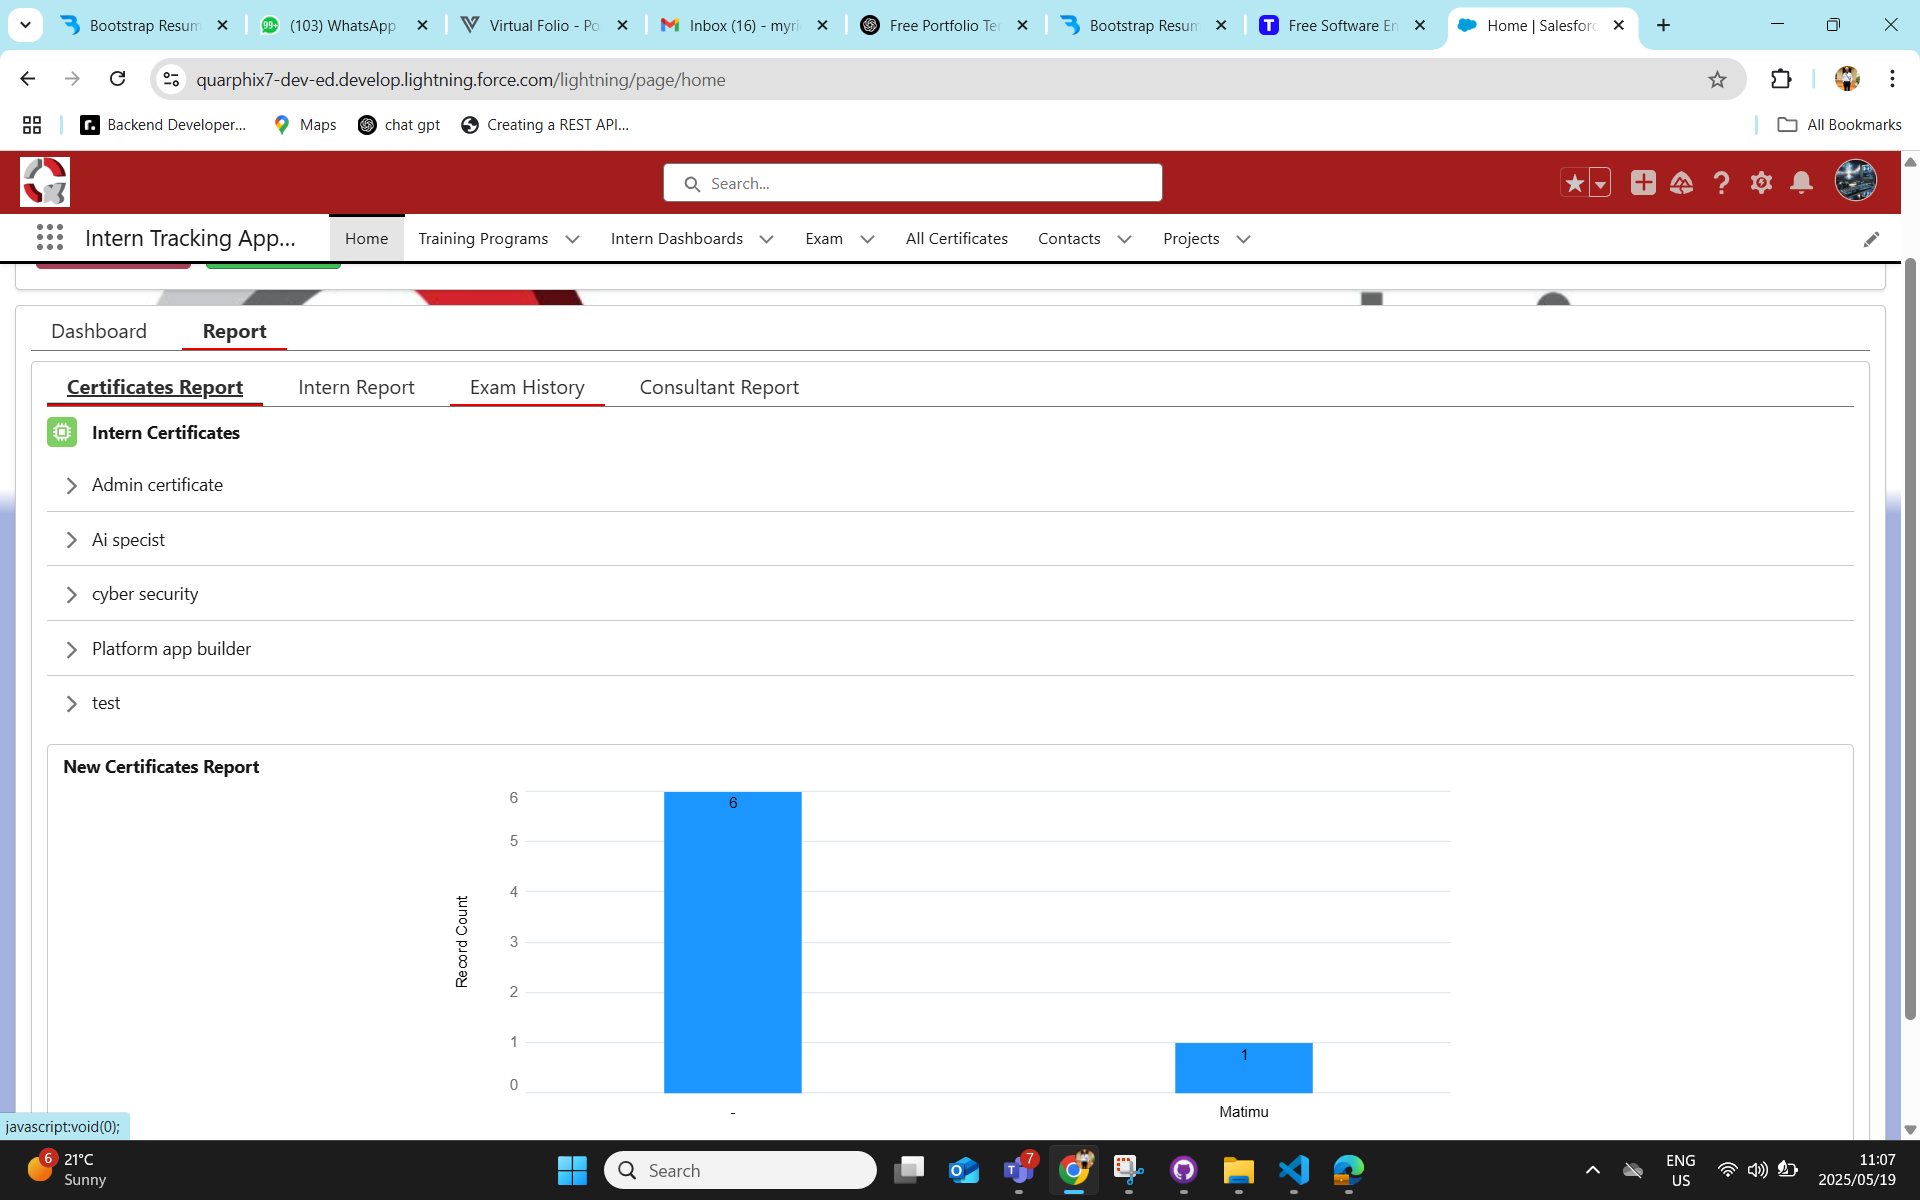 Bootstrap Resum
(103) WhatsApp
Virtual Folio - Po
Inbox (16) - myri
Free Portfolio Te
Bootstrap Resum
Free Software En
Home | Salesforc
quarphix7-dev-ed.develop.lightning.force.com/lightning/page/home
Backend Developer...
Maps
chat gpt
Creating a REST API...
All Bookmarks
Search...
Intern Tracking App...
Home
Training Programs
Intern Dashboards
Exam
All Certificates
Contacts
Projects
Dashboard
Report
Certificates Report
Intern Report
Exam History
Consultant Report
Intern Certificates
Admin certificate
Ai specist
cyber security
Platform app builder
test
New Certificates Report
6
5
4
3
2
1
0
Record Count
6
1
-
Matimu
javascript:void(0);
6
21°C
Sunny
Search
7
ENG
US
11:07
2025/05/19